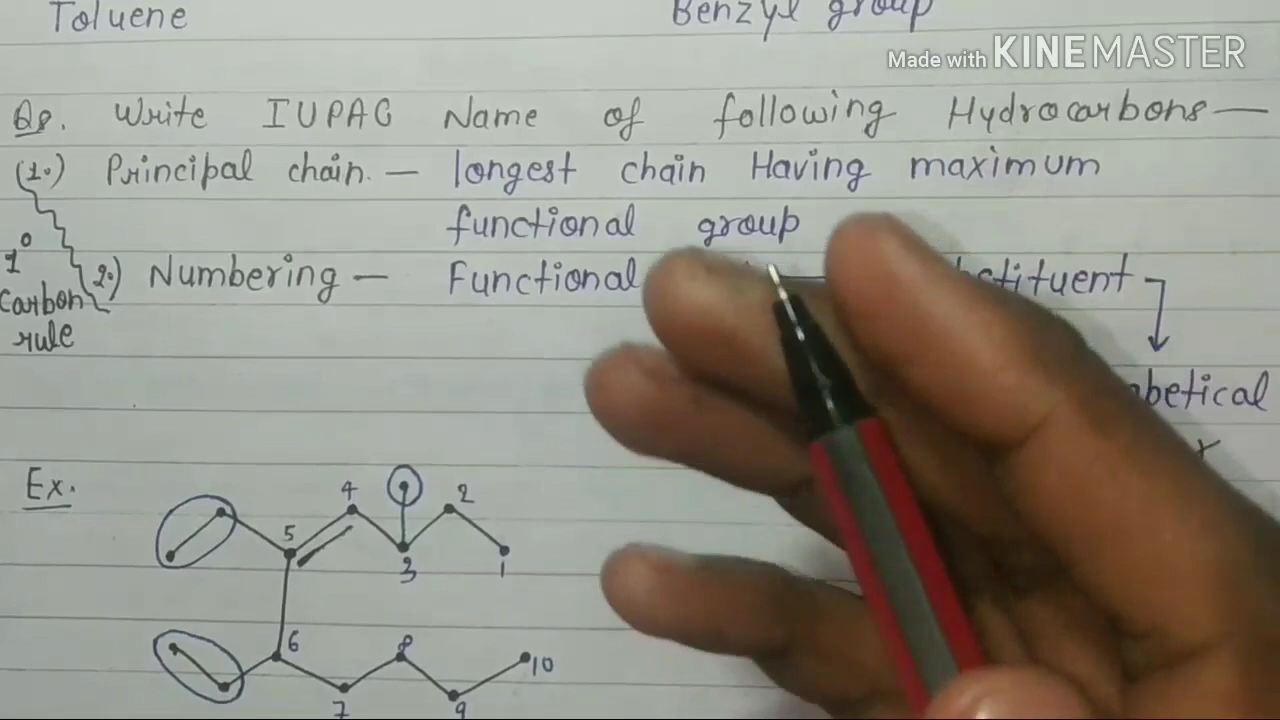 Toluene Benzyl group
Made with KINEMASTER
Qs. Write IUPAC Name of following Hydrocarbons —
(1.) Principal chain. — longest chain Having maximum
functional group
1° carbon rule
2.) Numbering — Functional
Ex.
4 2
5
3 1
6 8 10
7 9